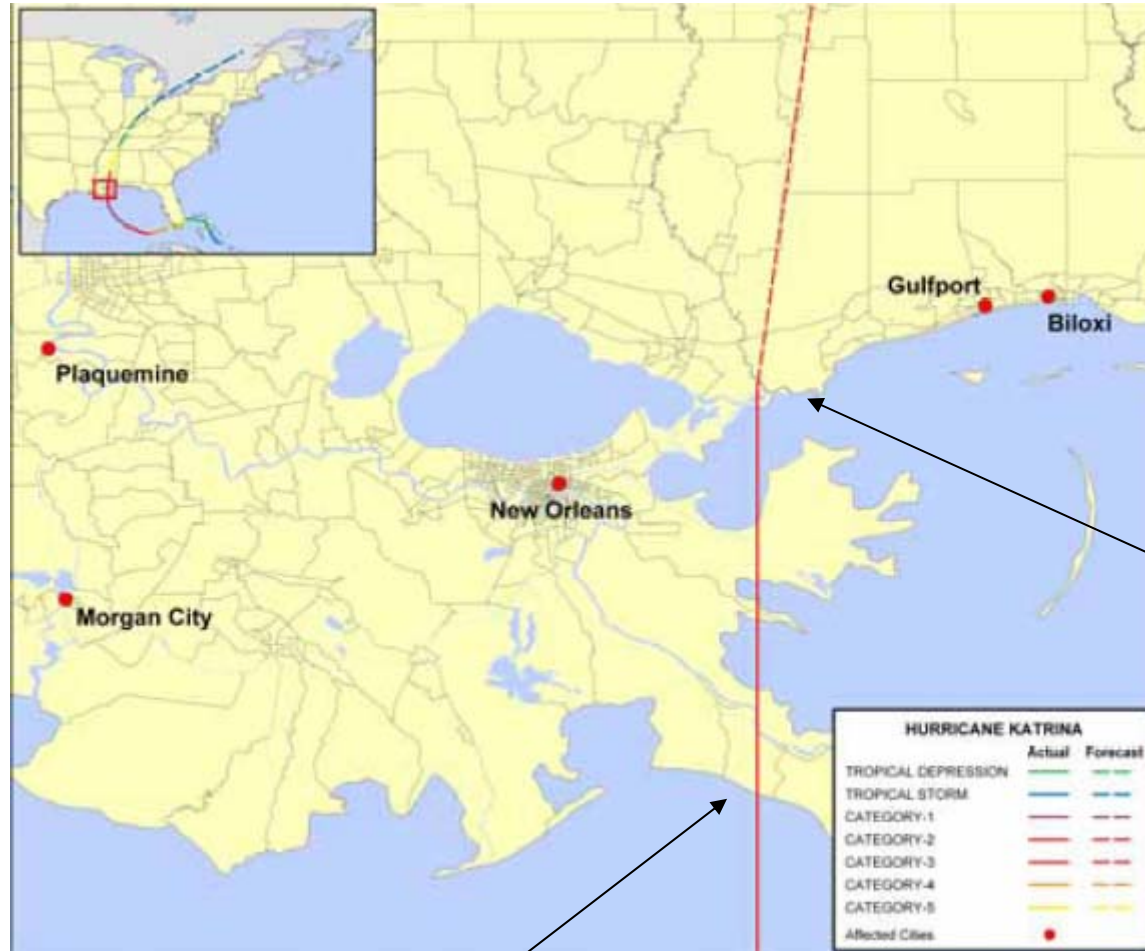 Gulfport
Biloxi
Plaquemine
New Orleans
Morgan City
HURRICANE KATRINA
Actual Forecast
TROPICAL DEPRESSION
TROPICAL STORM
CATEGORY-1
CATEGORY-2
CATEGORY-3
CATEGORY-4
CATEGORY-5
Affected Cities